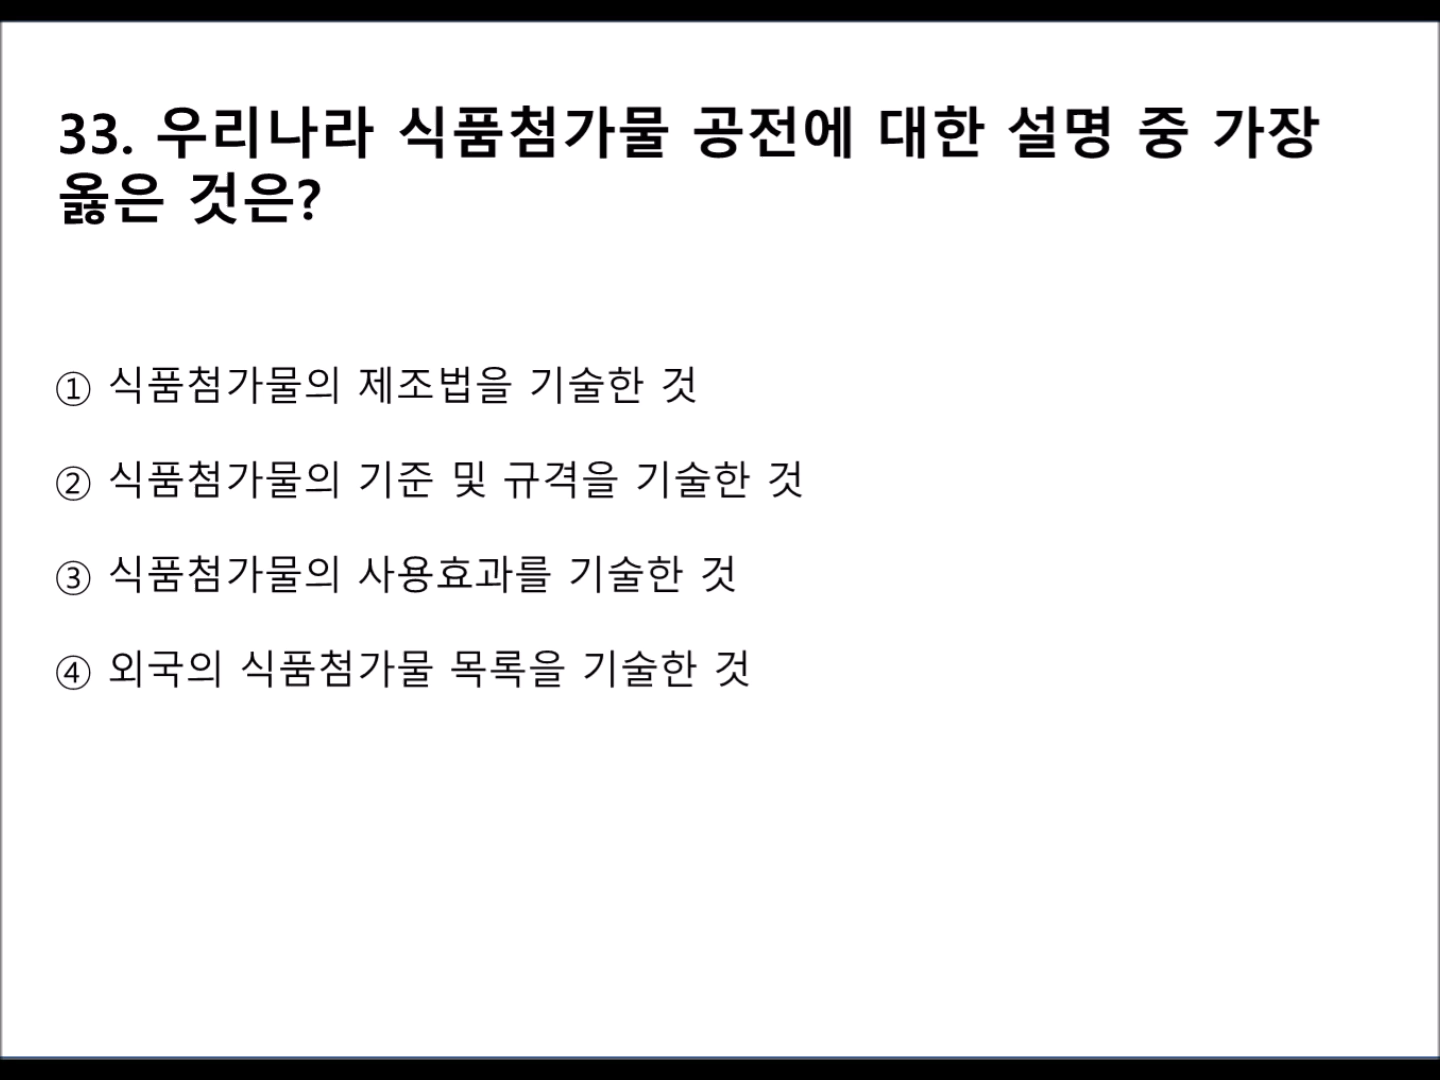 33. 우리나라 식품첨가물 공전에 대한 설명 중 가장
옳은 것은?
① 식품첨가물의 제조법을 기술한 것
② 식품첨가물의 기준 및 규격을 기술한 것
③ 식품첨가물의 사용효과를 기술한 것
④ 외국의 식품첨가물 목록을 기술한 것